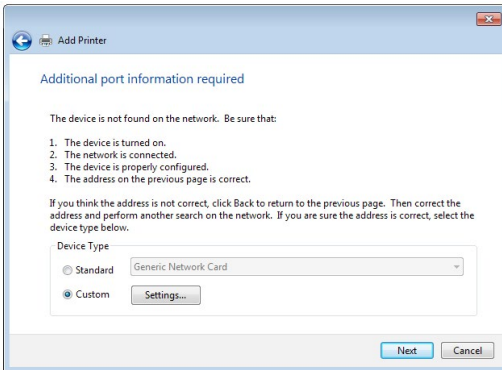 Add Printer
Additional port information required
The device is not found on the network. Be sure that:
1. The device is turned on.
2. The network is connected.
3. The device is properly configured.
4. The address on the previous page is correct.
If you think the address is not correct, click Back to return to the previous page. Then correct the
address and perform another search on the network. If you are sure the address is correct, select the
device type below.
Device Type
Standard Generic Network Card
Custom Settings...
Next Cancel